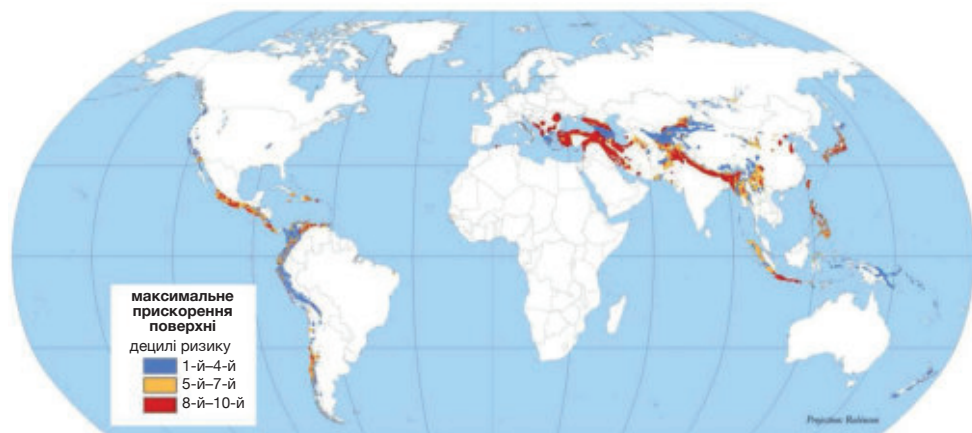 максимальне
прискорення
поверхні
децилі ризику
1-й–4-й
5-й–7-й
8-й–10-й
Projection: Robinson